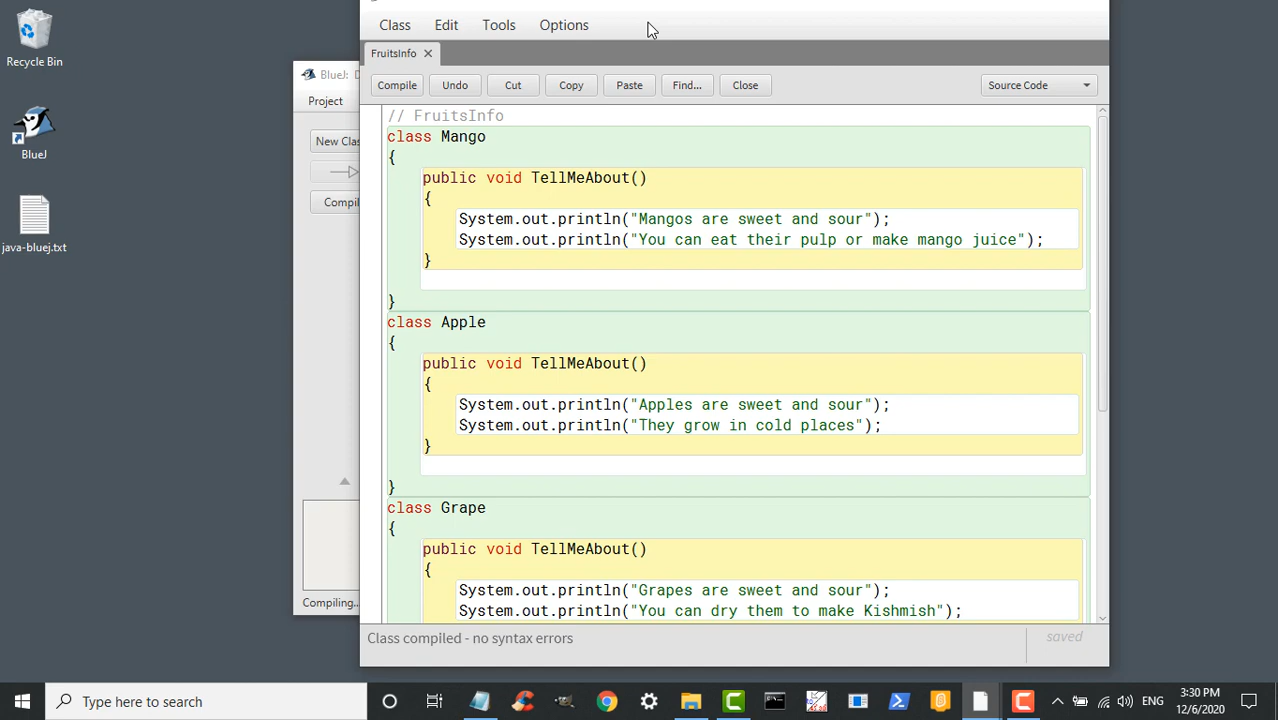 Recycle Bin
BlueJ
java-bluej.txt
BlueJ:
Project
New Clas
Compil
Compiling...
Class Edit Tools Options
FruitsInfo
Compile Undo Cut Copy Paste Find... Close Source Code
// FruitsInfo
class Mango
{
public void TellMeAbout()
{
System.out.println("Mangos are sweet and sour");
System.out.println("You can eat their pulp or make mango juice");
}
}
class Apple
{
public void TellMeAbout()
{
System.out.println("Apples are sweet and sour");
System.out.println("They grow in cold places");
}
}
class Grape
{
public void TellMeAbout()
{
System.out.println("Grapes are sweet and sour");
System.out.println("You can dry them to make Kishmish");
Class compiled - no syntax errors
saved
Type here to search
3:30 PM
12/6/2020